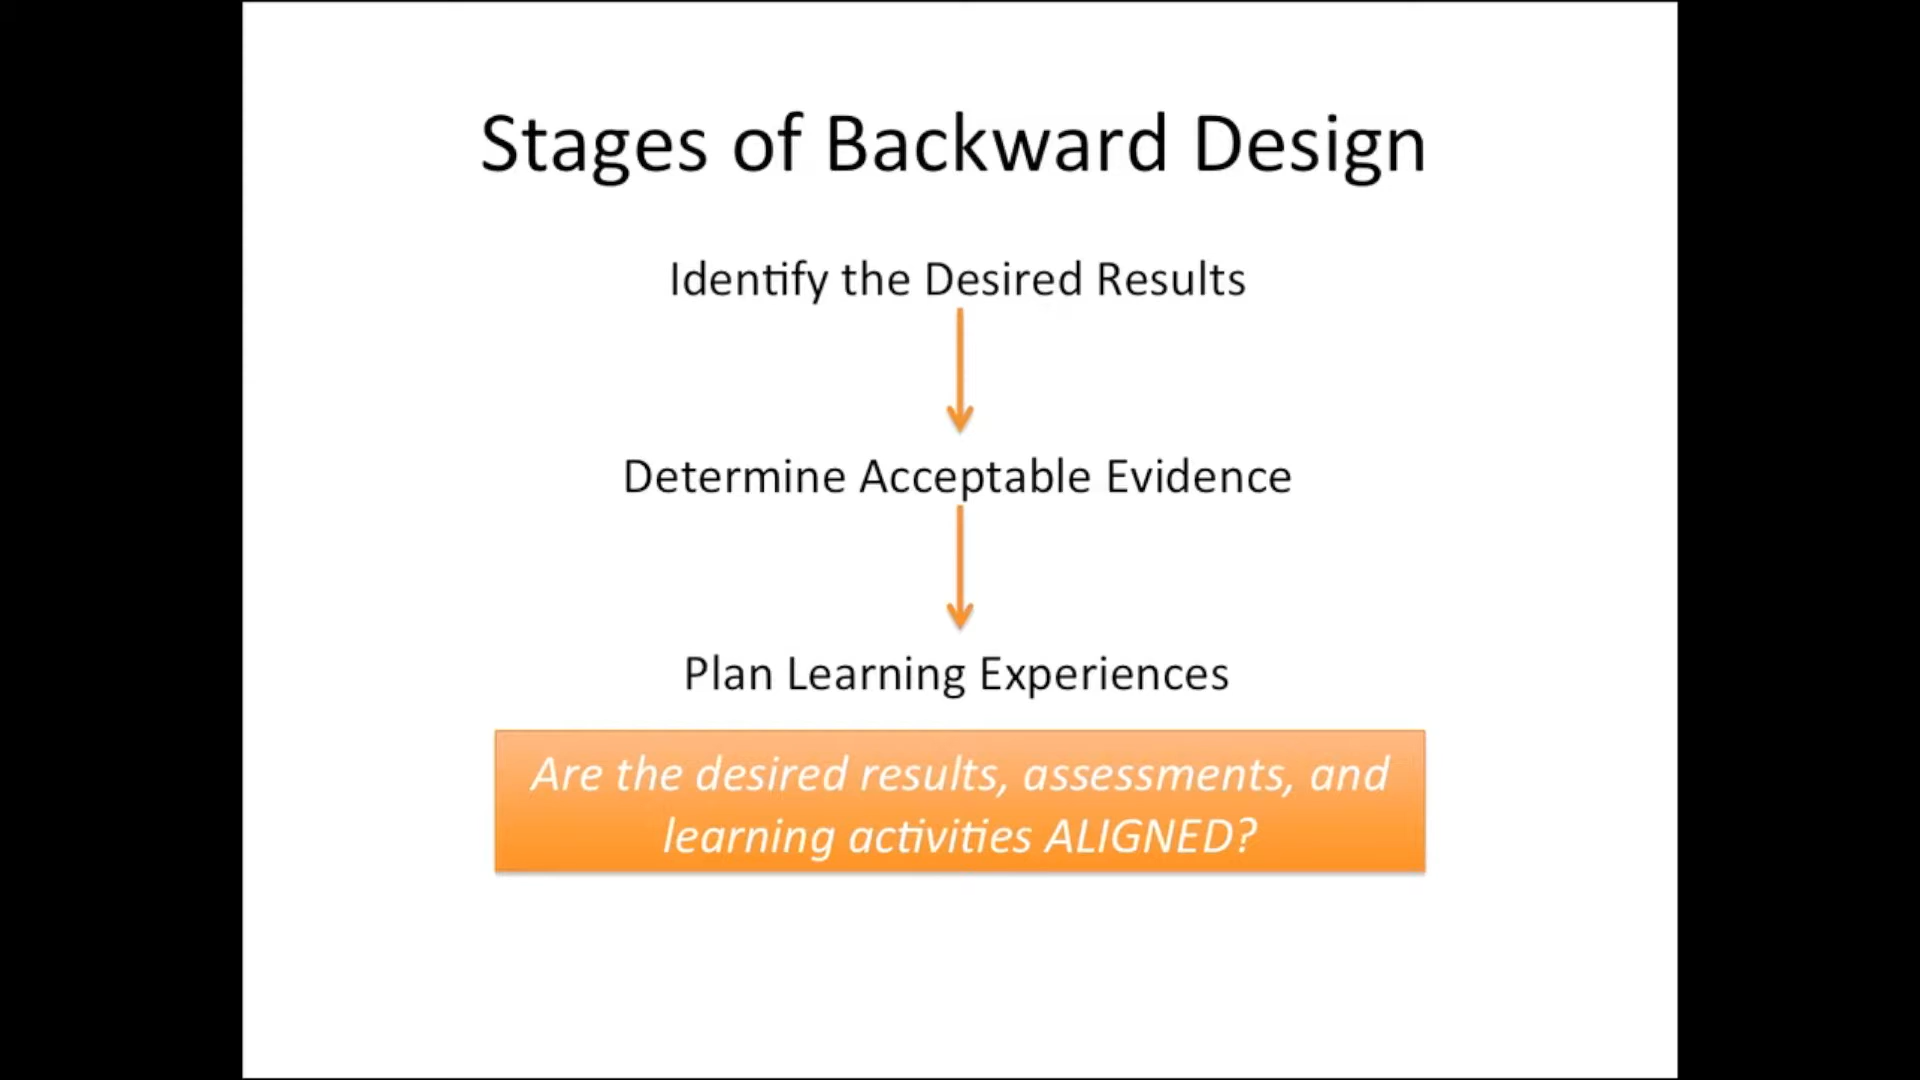 Stages of Backward Design
Identify the Desired Results
Determine Acceptable Evidence
Plan Learning Experiences
Are the desired results, assessments, and
learning activities ALIGNED?